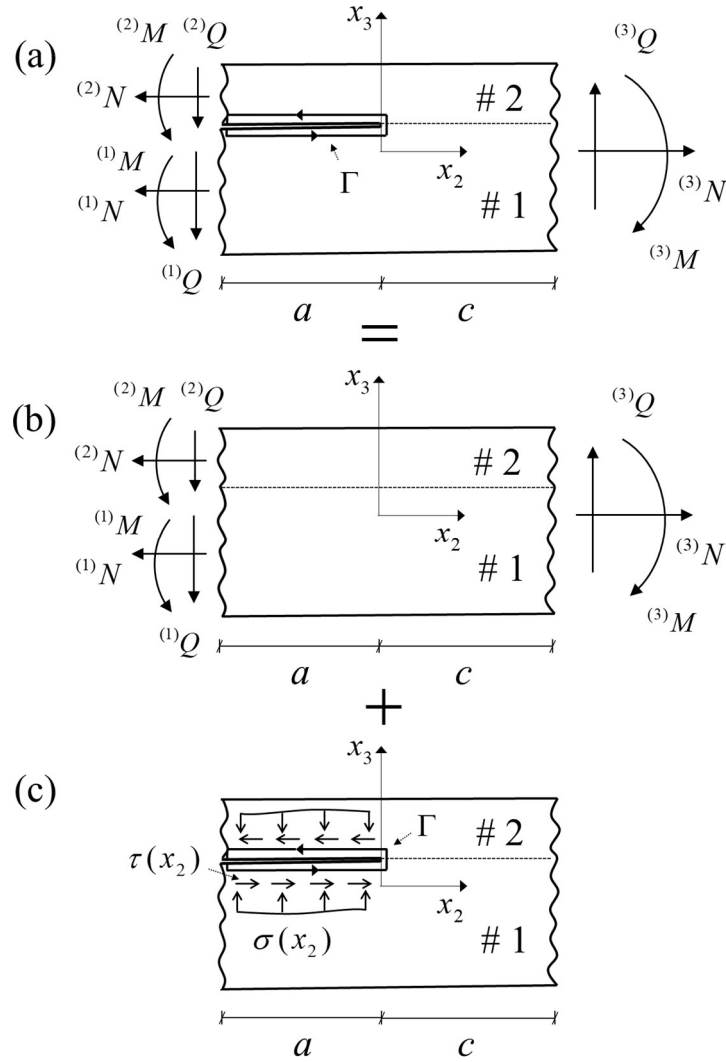 (a)
x₃
⁽²⁾M ⁽²⁾Q
⁽³⁾Q
⁽²⁾N
# 2
⁽¹⁾M
Γ
x₂
⁽³⁾N
⁽¹⁾N
# 1
⁽³⁾M
⁽¹⁾Q
a c
=
(b)
x₃
⁽²⁾M ⁽²⁾Q
⁽³⁾Q
⁽²⁾N
# 2
⁽¹⁾M
x₂
⁽³⁾N
⁽¹⁾N
# 1
⁽³⁾M
⁽¹⁾Q
a c
+
(c)
x₃
Γ
# 2
τ(x₂)
x₂
σ(x₂)
# 1
a c